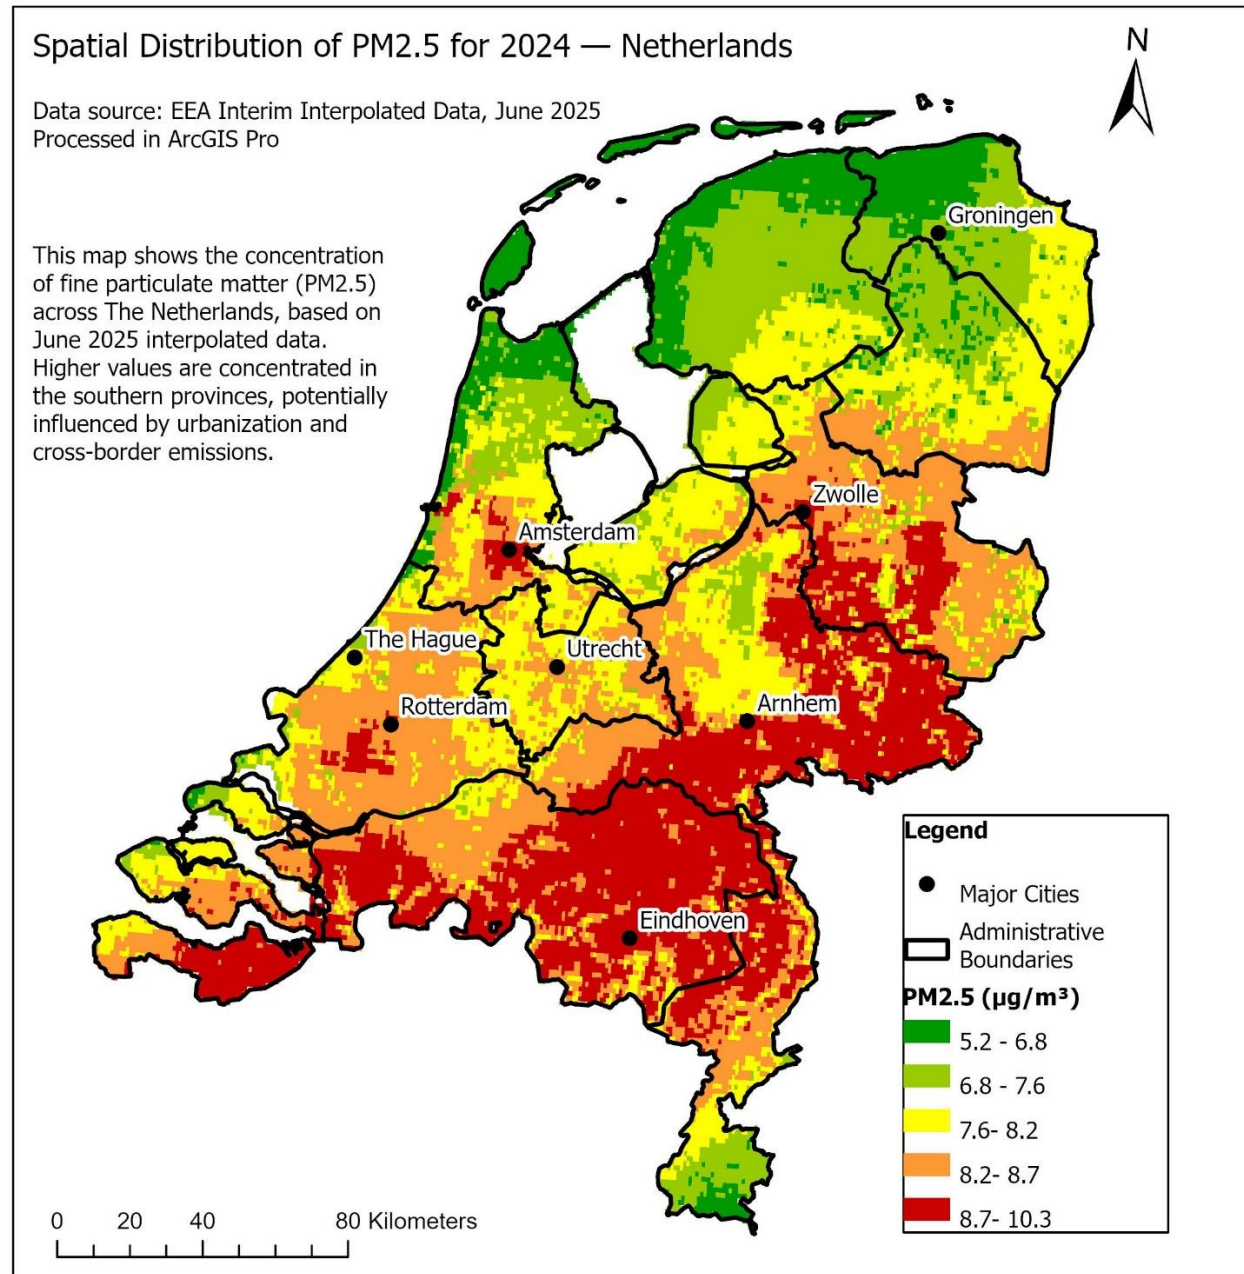 Spatial Distribution of PM2.5 for 2024 — Netherlands
N
Data source: EEA Interim Interpolated Data, June 2025
Processed in ArcGIS Pro
This map shows the concentration
of fine particulate matter (PM2.5)
across The Netherlands, based on
June 2025 interpolated data.
Higher values are concentrated in
the southern provinces, potentially
influenced by urbanization and
cross-border emissions.
Groningen
Zwolle
Amsterdam
The Hague
Utrecht
Rotterdam
Arnhem
Eindhoven
Legend
Major Cities
Administrative
Boundaries
PM2.5 (µg/m³)
5.2 - 6.8
6.8 - 7.6
7.6- 8.2
8.2- 8.7
8.7- 10.3
0 20 40 80 Kilometers